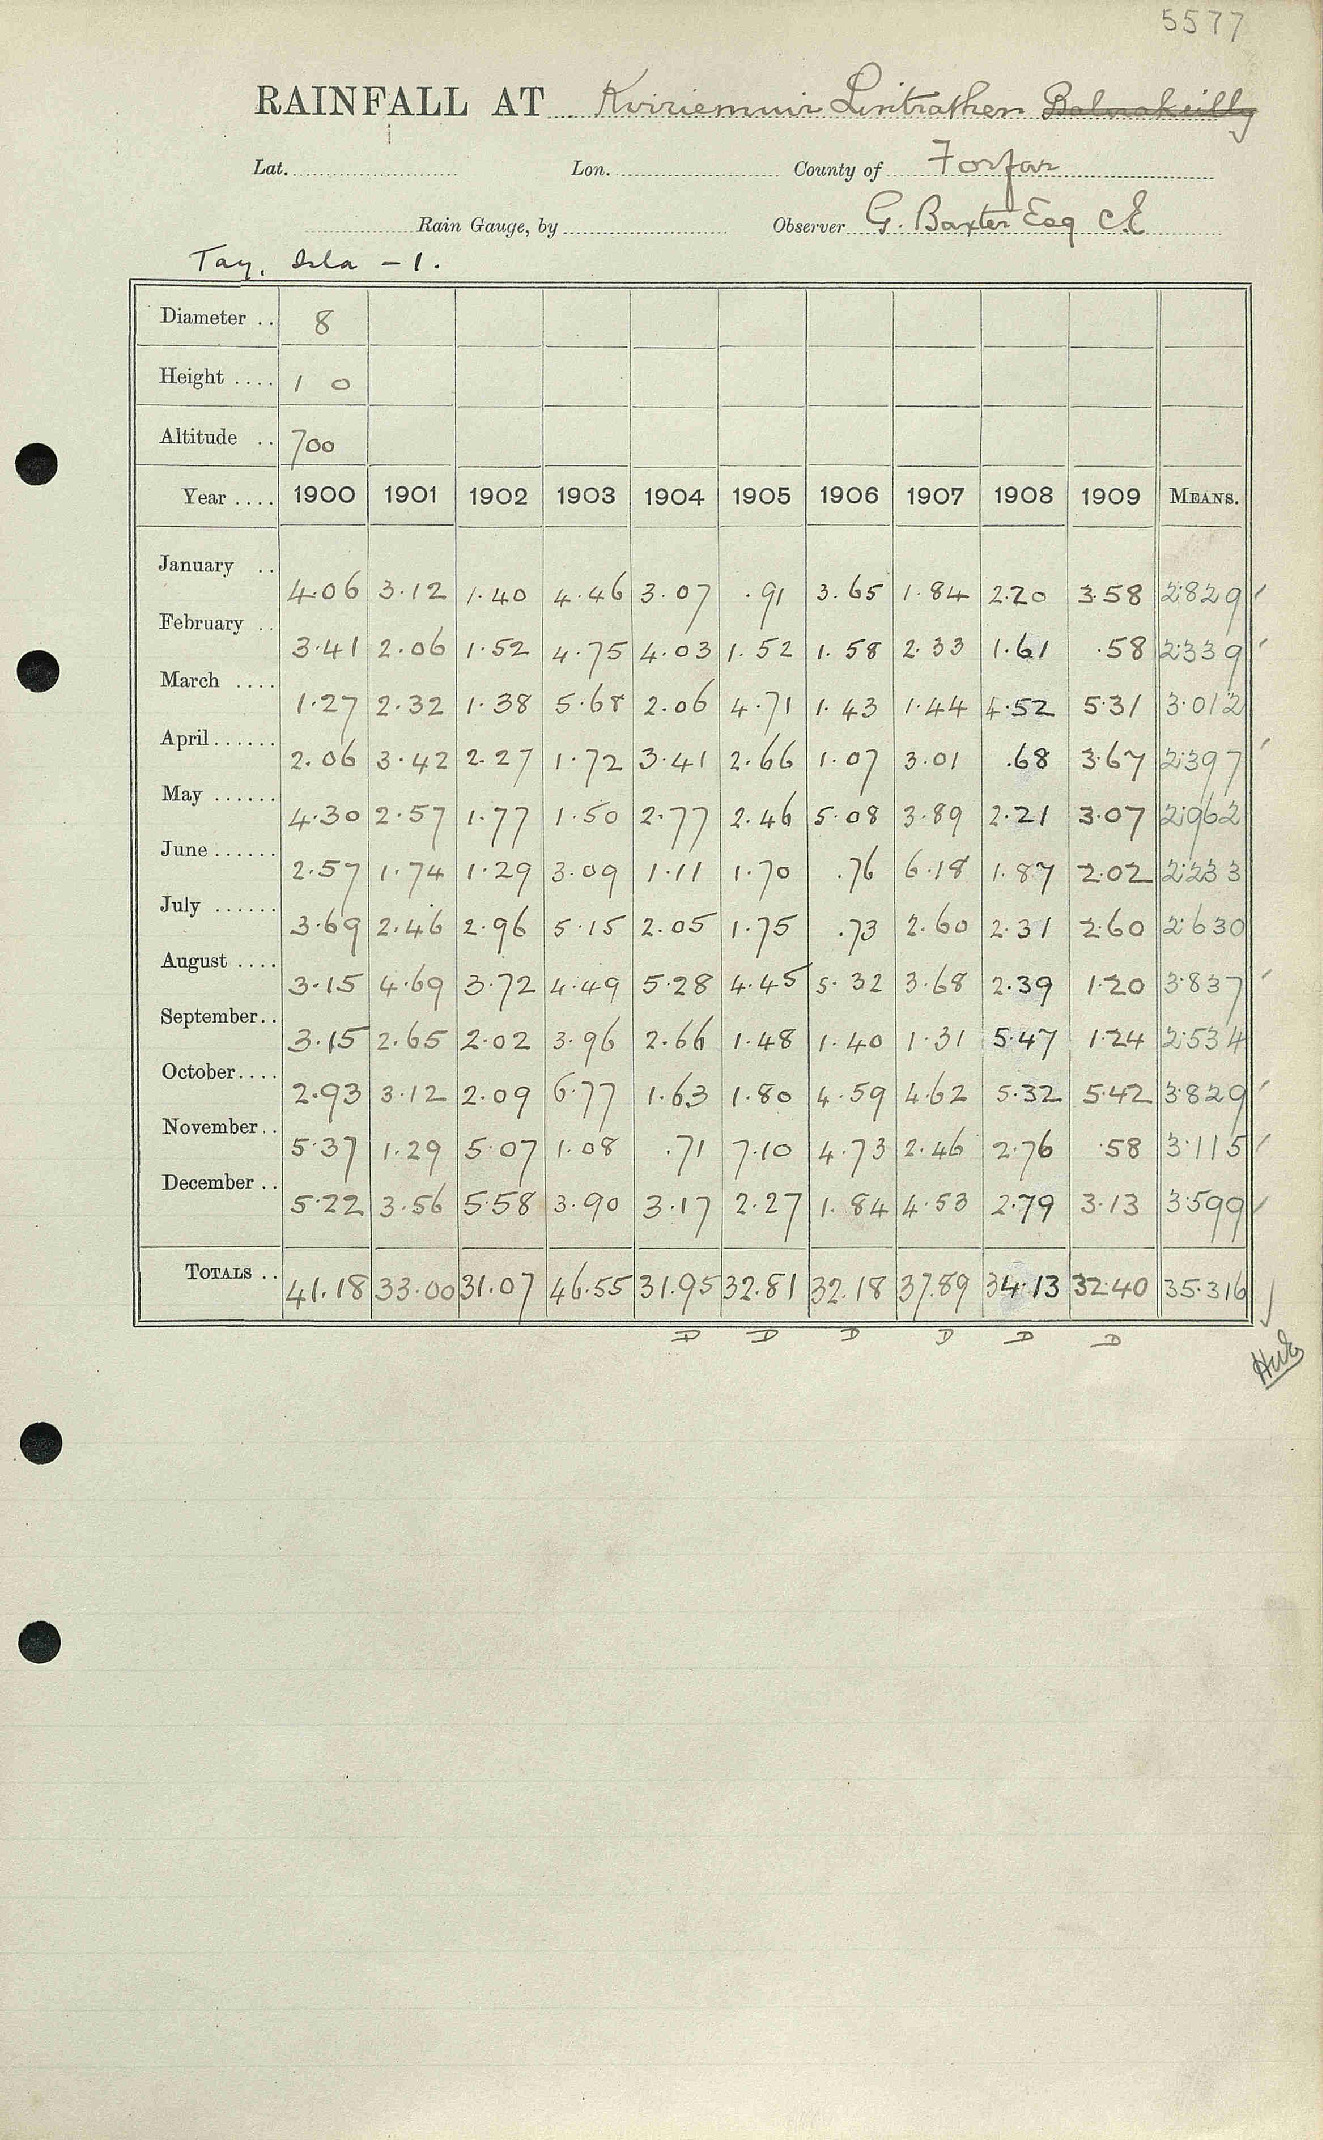 5577
RAINFALL AT Kirriemuir Lintrathen Balnakeilly
Lat. Lon. County of Forfar
Rain Gauge, by Observer G. Baxter Esq C.E
Tay, Isla - 1.
Diameter .. 8
Height .... 1 0
Altitude .. 700
Year .... 1900 1901 1902 1903 1904 1905 1906 1907 1908 1909 MEANS.
January .. 4.06 3.12 1.40 4.46 3.07 .91 3.65 1.84 2.20 3.58 2.829
February .. 3.41 2.06 1.52 4.75 4.03 1.52 1.58 2.33 1.61 .58 2.339
March .... 1.27 2.32 1.38 5.68 2.06 4.71 1.43 1.44 4.52 5.31 3.012
April...... 2.06 3.42 2.27 1.72 3.41 2.66 1.07 3.01 .68 3.67 2.397
May ...... 4.30 2.57 1.77 1.50 2.77 2.46 5.08 3.89 2.21 3.07 2.962
June ...... 2.57 1.74 1.29 3.09 1.11 1.70 .76 6.18 1.87 2.02 2.233
July ...... 3.69 2.46 2.96 5.15 2.05 1.75 .73 2.60 2.31 2.60 2.630
August .... 3.15 4.69 3.72 4.49 5.28 4.45 5.32 3.68 2.39 1.20 3.837
September.. 3.15 2.65 2.02 3.96 2.66 1.48 1.40 1.31 5.47 1.24 2.534
October.... 2.93 3.12 2.09 6.77 1.63 1.80 4.59 4.62 5.32 5.42 3.829
November.. 5.37 1.29 5.07 1.08 .71 7.10 4.73 2.46 2.76 .58 3.115
December .. 5.22 3.56 5.58 3.90 3.17 2.27 1.84 4.53 2.79 3.13 3.599
TOTALS .. 41.18 33.00 31.07 46.55 31.95 32.81 32.18 37.89 34.13 32.40 35.316
D D D D D D